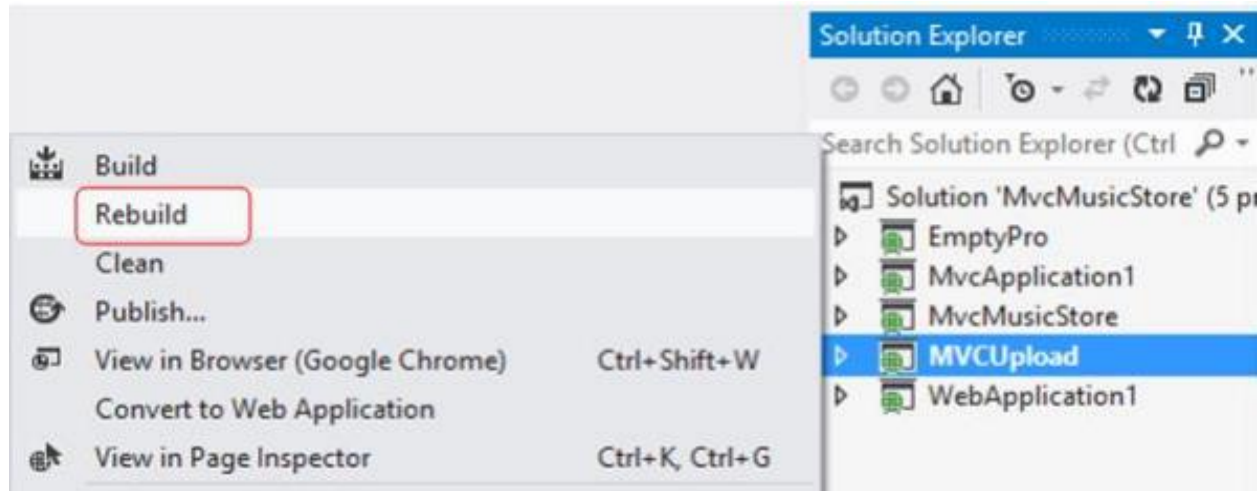 Solution Explorer
Search Solution Explorer (Ctrl
Build
Rebuild
Clean
Publish...
View in Browser (Google Chrome) Ctrl+Shift+W
Convert to Web Application
View in Page Inspector Ctrl+K, Ctrl+G
Solution 'MvcMusicStore' (5 pr
EmptyPro
MvcApplication1
MvcMusicStore
MVCUpload
WebApplication1